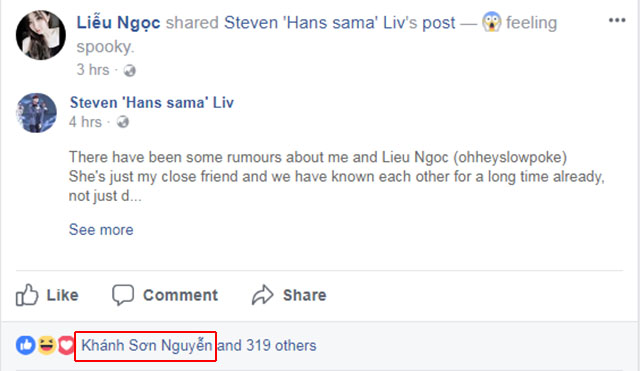 Liễu Ngọc shared Steven 'Hans sama' Liv's post — 😱 feeling
spooky.
3 hrs ·
Steven 'Hans sama' Liv
4 hrs ·
There have been some rumours about me and Lieu Ngoc (ohheyslowpoke)
She's just my close friend and we have known each other for a long time already,
not just d...
See more
Like Comment Share
Khánh Sơn Nguyễn and 319 others